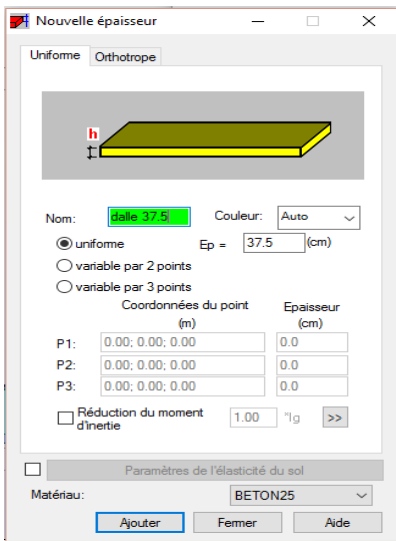 Nouvelle épaisseur
Uniforme Orthotrope
h
Nom: dalle 37.5 Couleur: Auto
uniforme Ep = 37.5 (cm)
variable par 2 points
variable par 3 points
Coordonnées du point Epaisseur
(m) (cm)
P1: 0.00; 0.00; 0.00 0.0
P2: 0.00; 0.00; 0.00 0.0
P3: 0.00; 0.00; 0.00 0.0
Réduction du moment 1.00 "Ig >>
d'inertie
Paramètres de l'élasticité du sol
Matériau: BETON25
Ajouter Fermer Aide